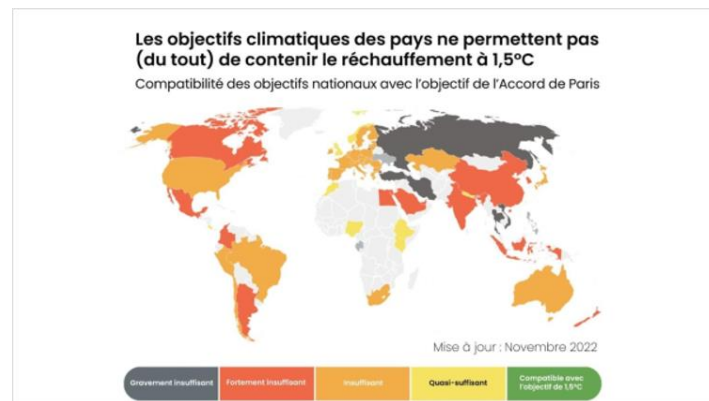 Les objectifs climatiques des pays ne permettent pas
(du tout) de contenir le réchauffement à 1,5°C
Compatibilité des objectifs nationaux avec l'objectif de l'Accord de Paris
Mise à jour : Novembre 2022
Gravement insuffisant
Fortement insuffisant
Insuffisant
Quasi-suffisant
Compatible avec
l'objectif de 1,5°C